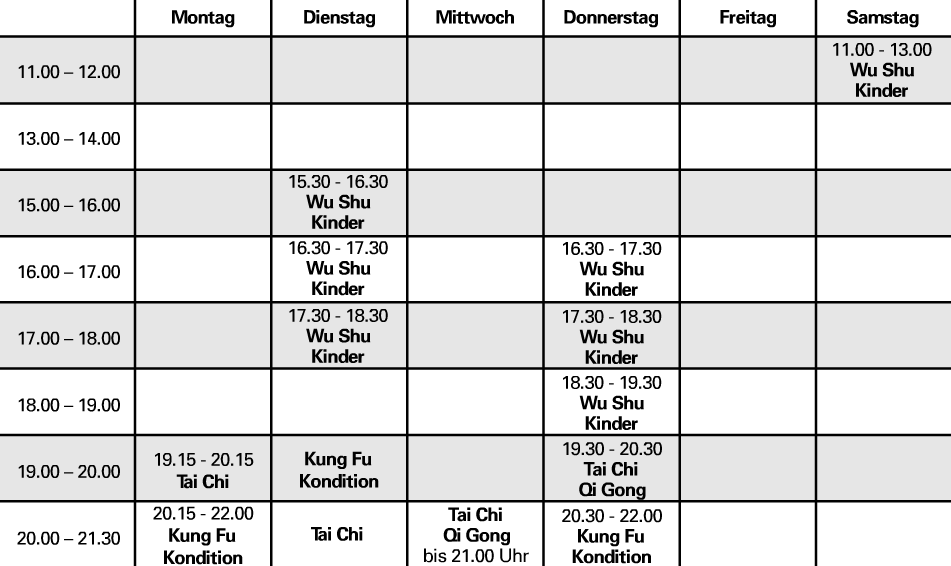 Montag Dienstag Mittwoch Donnerstag Freitag Samstag
11.00 – 12.00
11.00 - 13.00
Wu Shu
Kinder
13.00 – 14.00
15.00 – 16.00
15.30 - 16.30
Wu Shu
Kinder
16.00 – 17.00
16.30 - 17.30
Wu Shu
Kinder
16.30 - 17.30
Wu Shu
Kinder
17.00 – 18.00
17.30 - 18.30
Wu Shu
Kinder
17.30 - 18.30
Wu Shu
Kinder
18.00 – 19.00
18.30 - 19.30
Wu Shu
Kinder
19.00 – 20.00
19.15 - 20.15
Tai Chi
Kung Fu
Kondition
19.30 - 20.30
Tai Chi
Qi Gong
20.00 – 21.30
20.15 - 22.00
Kung Fu
Kondition
Tai Chi
Tai Chi
Qi Gong
bis 21.00 Uhr
20.30 - 22.00
Kung Fu
Kondition